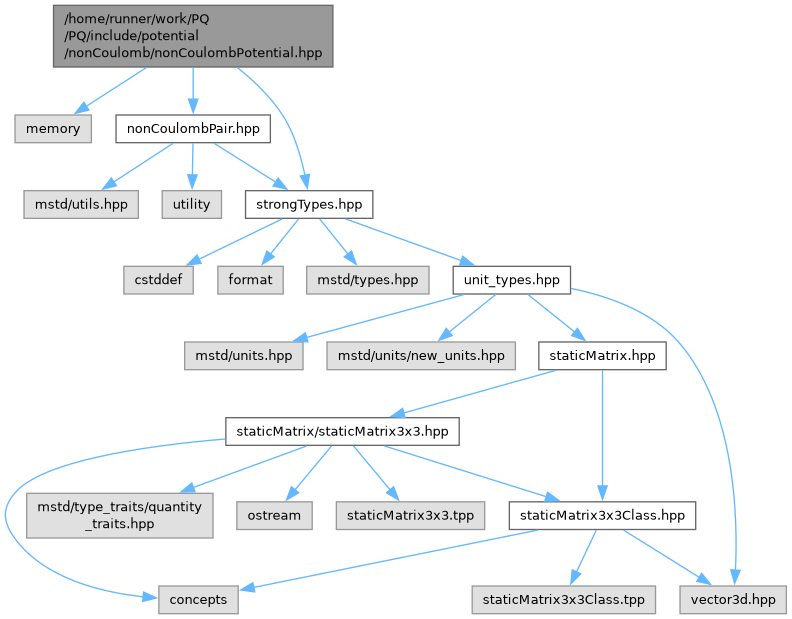 /home/runner/work/PQ
/PQ/include/potential
/nonCoulomb/nonCoulombPotential.hpp
memory
nonCoulombPair.hpp
mstd/utils.hpp
utility
strongTypes.hpp
cstddef
format
mstd/types.hpp
unit_types.hpp
mstd/units.hpp
mstd/units/new_units.hpp
staticMatrix.hpp
staticMatrix/staticMatrix3x3.hpp
mstd/type_traits/quantity
_traits.hpp
ostream
staticMatrix3x3.tpp
staticMatrix3x3Class.hpp
concepts
staticMatrix3x3Class.tpp
vector3d.hpp